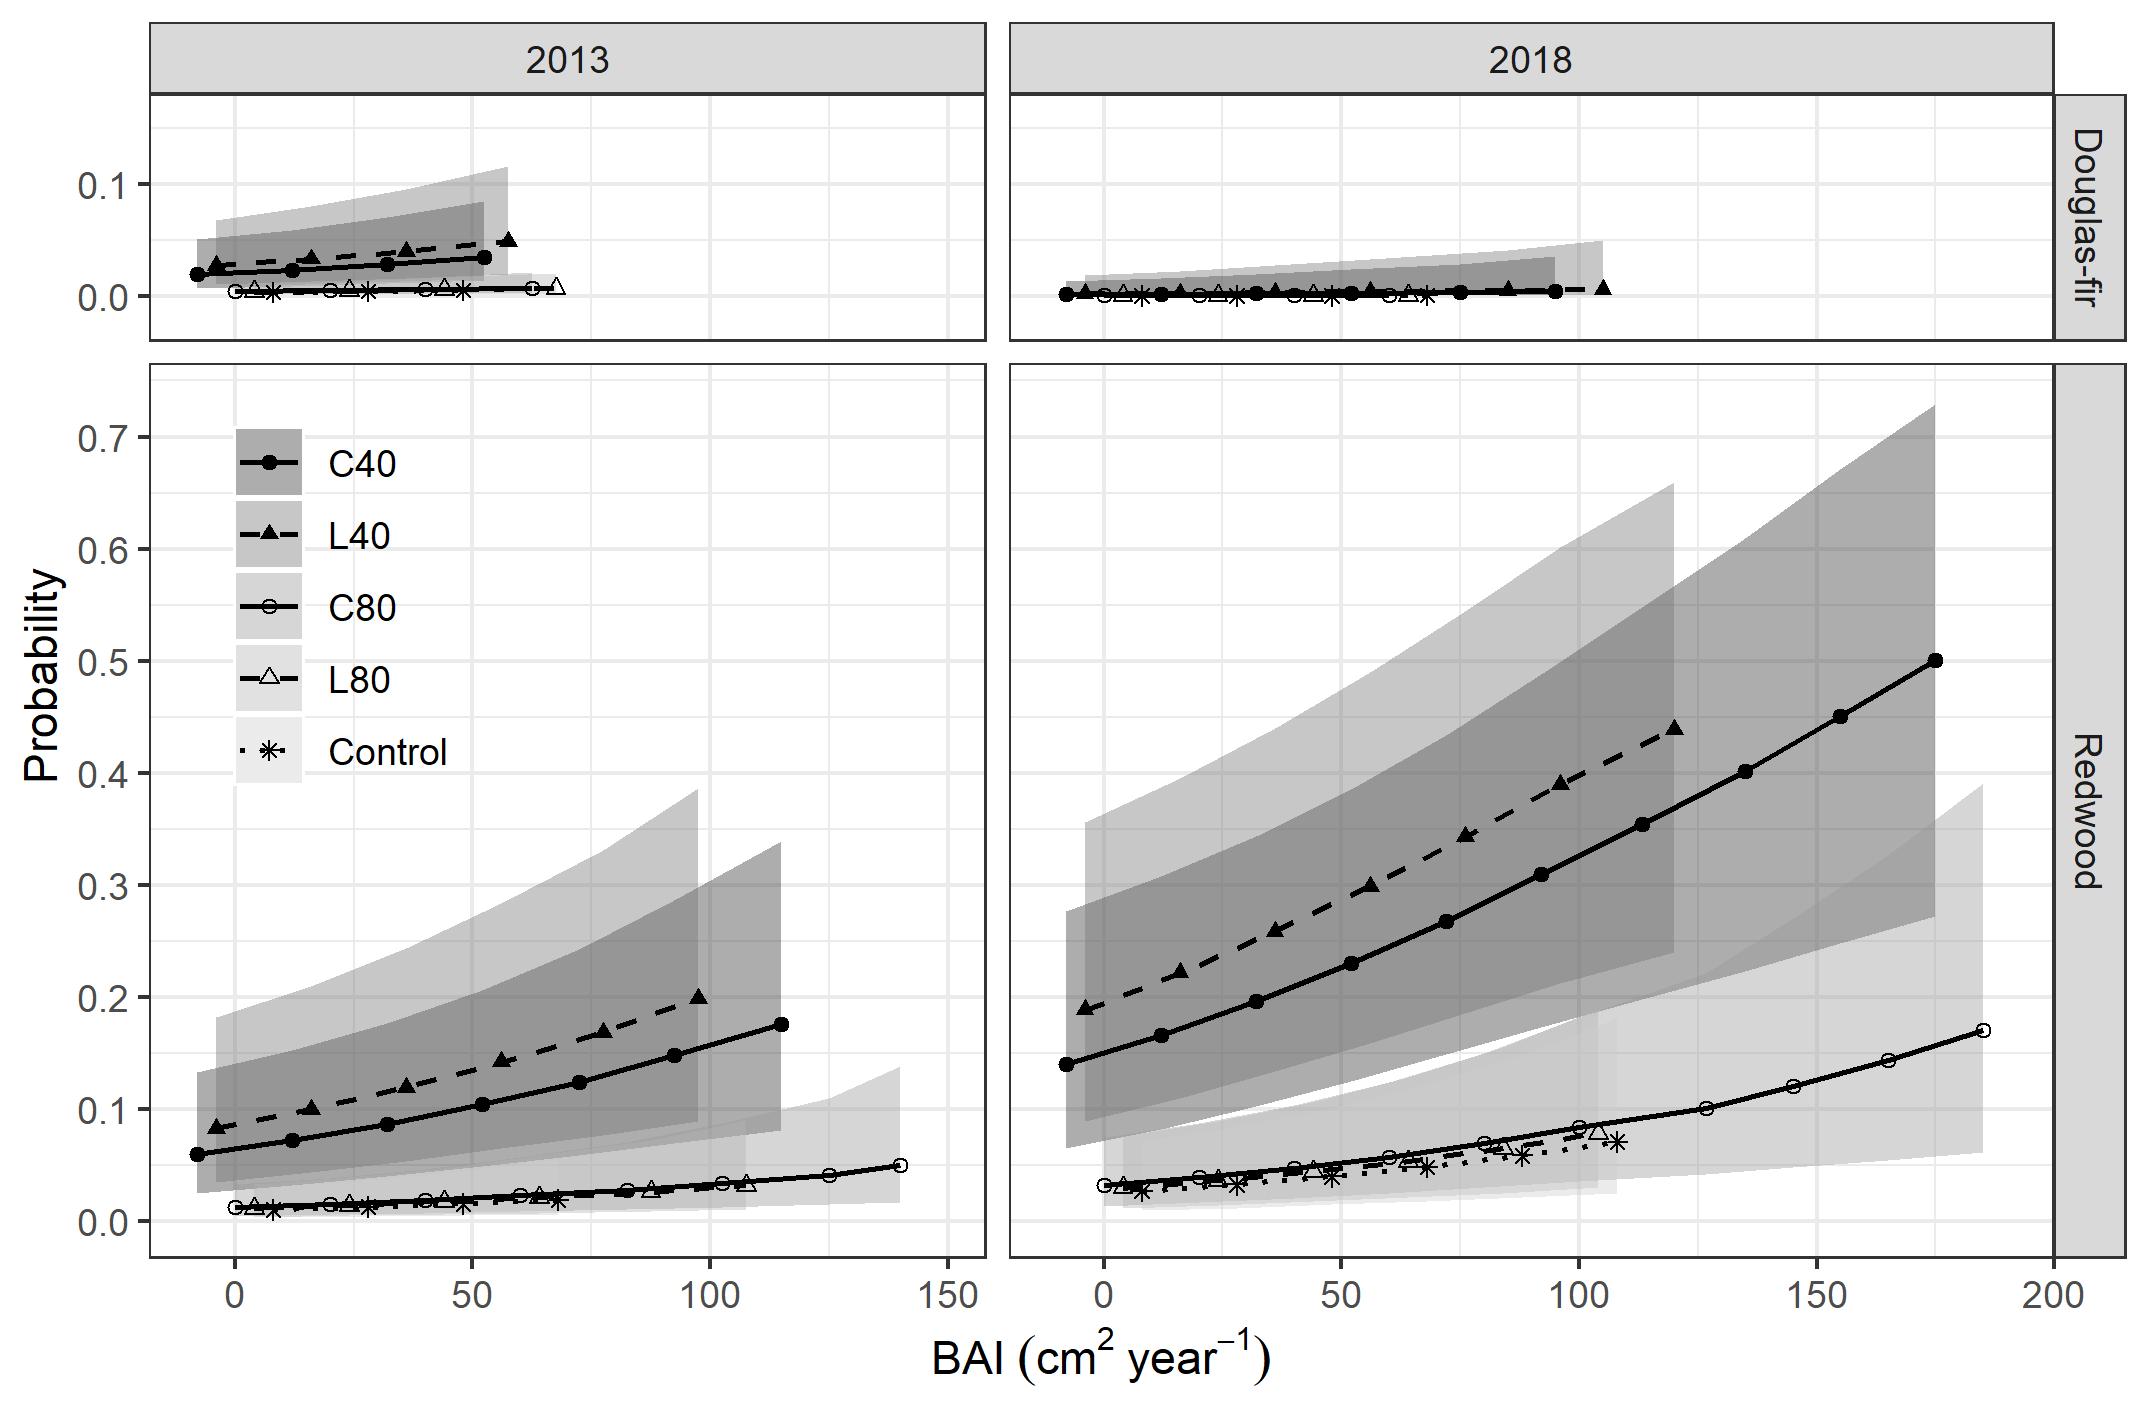 2013
2018
Douglas-fir
0.1
0.0
Redwood
Probability
0.7
0.6
0.5
0.4
0.3
0.2
0.1
0.0
C40
L40
C80
L80
Control
0 50 100 150
0 50 100 150 200
BAI (cm² year⁻¹)